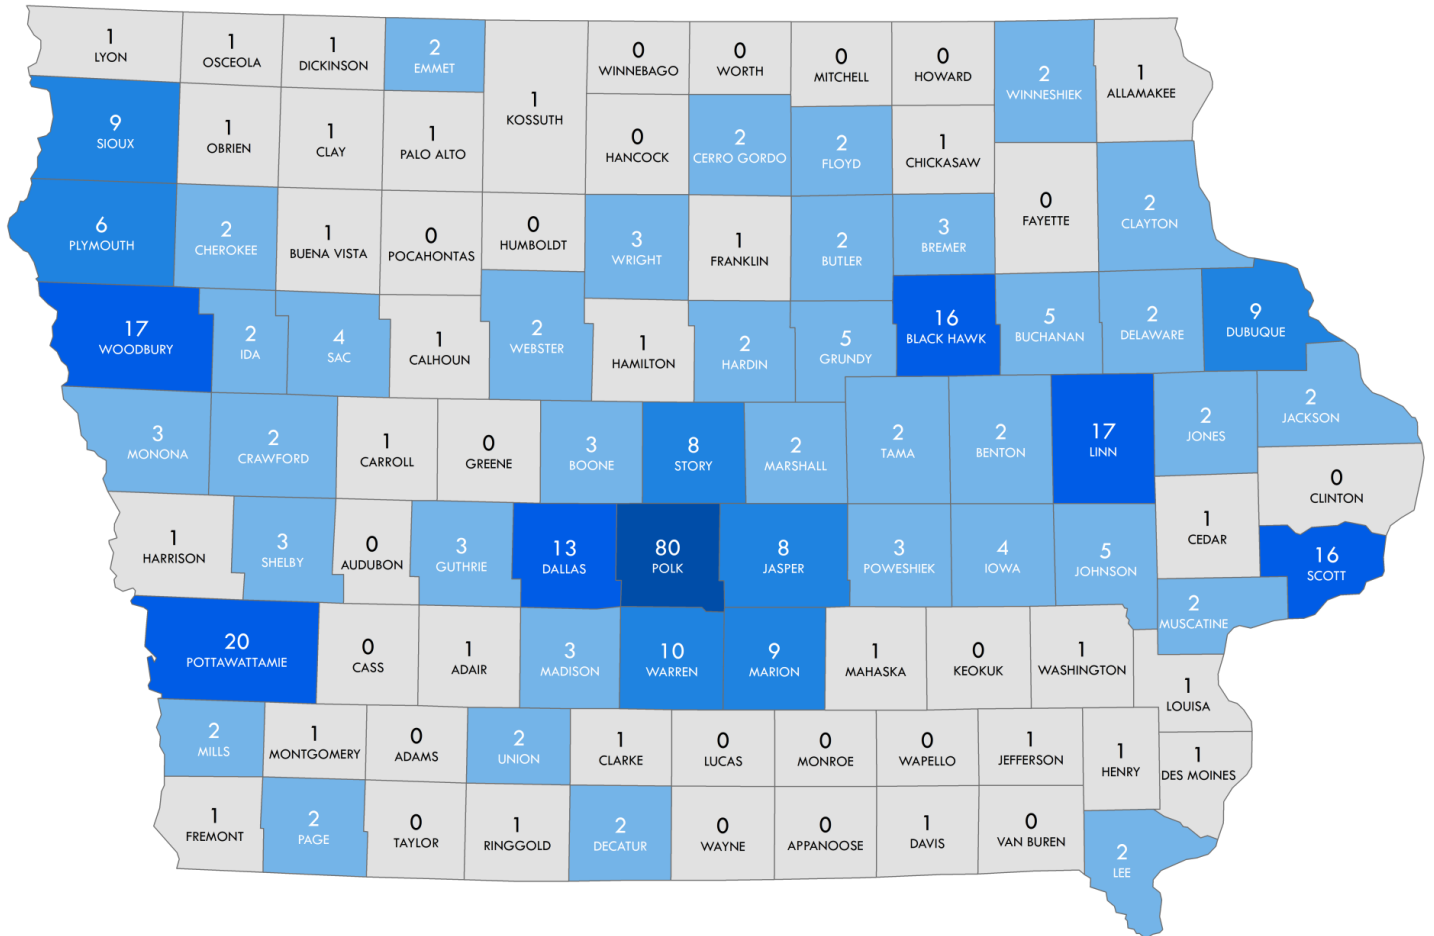 1
LYON
1
OSCEOLA
1
DICKINSON
2
EMMET
1
KOSSUTH
0
WINNEBAGO
0
WORTH
0
MITCHELL
0
HOWARD
2
WINNESHIEK
1
ALLAMAKEE
9
SIOUX
1
OBRIEN
1
CLAY
1
PALO ALTO
0
HANCOCK
2
CERRO GORDO
2
FLOYD
1
CHICKASAW
0
FAYETTE
2
CLAYTON
6
PLYMOUTH
2
CHEROKEE
1
BUENA VISTA
0
POCAHONTAS
0
HUMBOLDT
3
WRIGHT
1
FRANKLIN
2
BUTLER
3
BREMER
17
WOODBURY
2
IDA
4
SAC
1
CALHOUN
2
WEBSTER
1
HAMILTON
2
HARDIN
5
GRUNDY
16
BLACK HAWK
5
BUCHANAN
2
DELAWARE
9
DUBUQUE
3
MONONA
2
CRAWFORD
1
CARROLL
0
GREENE
3
BOONE
8
STORY
2
MARSHALL
2
TAMA
2
BENTON
17
LINN
2
JONES
2
JACKSON
0
CLINTON
1
HARRISON
3
SHELBY
0
AUDUBON
3
GUTHRIE
13
DALLAS
80
POLK
8
JASPER
3
POWESHIEK
4
IOWA
5
JOHNSON
1
CEDAR
16
SCOTT
2
MUSCATINE
20
POTTAWATTAMIE
0
CASS
1
ADAIR
3
MADISON
10
WARREN
9
MARION
1
MAHASKA
0
KEOKUK
1
WASHINGTON
1
LOUISA
2
MILLS
1
MONTGOMERY
0
ADAMS
2
UNION
1
CLARKE
0
LUCAS
0
MONROE
0
WAPELLO
1
JEFFERSON
1
HENRY
1
DES MOINES
1
FREMONT
2
PAGE
0
TAYLOR
1
RINGGOLD
2
DECATUR
0
WAYNE
0
APPANOOSE
1
DAVIS
0
VAN BUREN
2
LEE